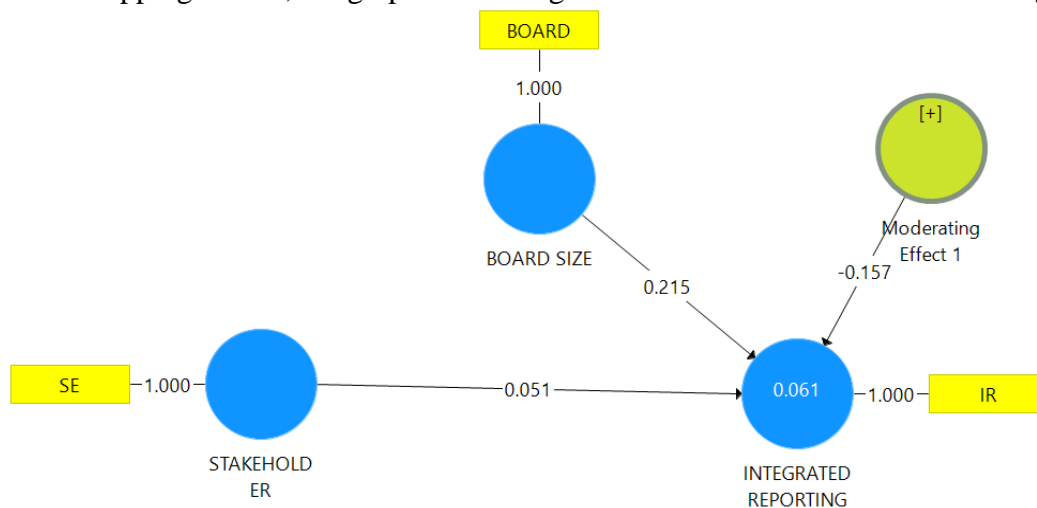 BOARD
1.000
[+]
Moderating
Effect 1
BOARD SIZE
-0.157
0.215
SE
1.000
0.051
0.061
1.000
IR
STAKEHOLD
ER
INTEGRATED
REPORTING